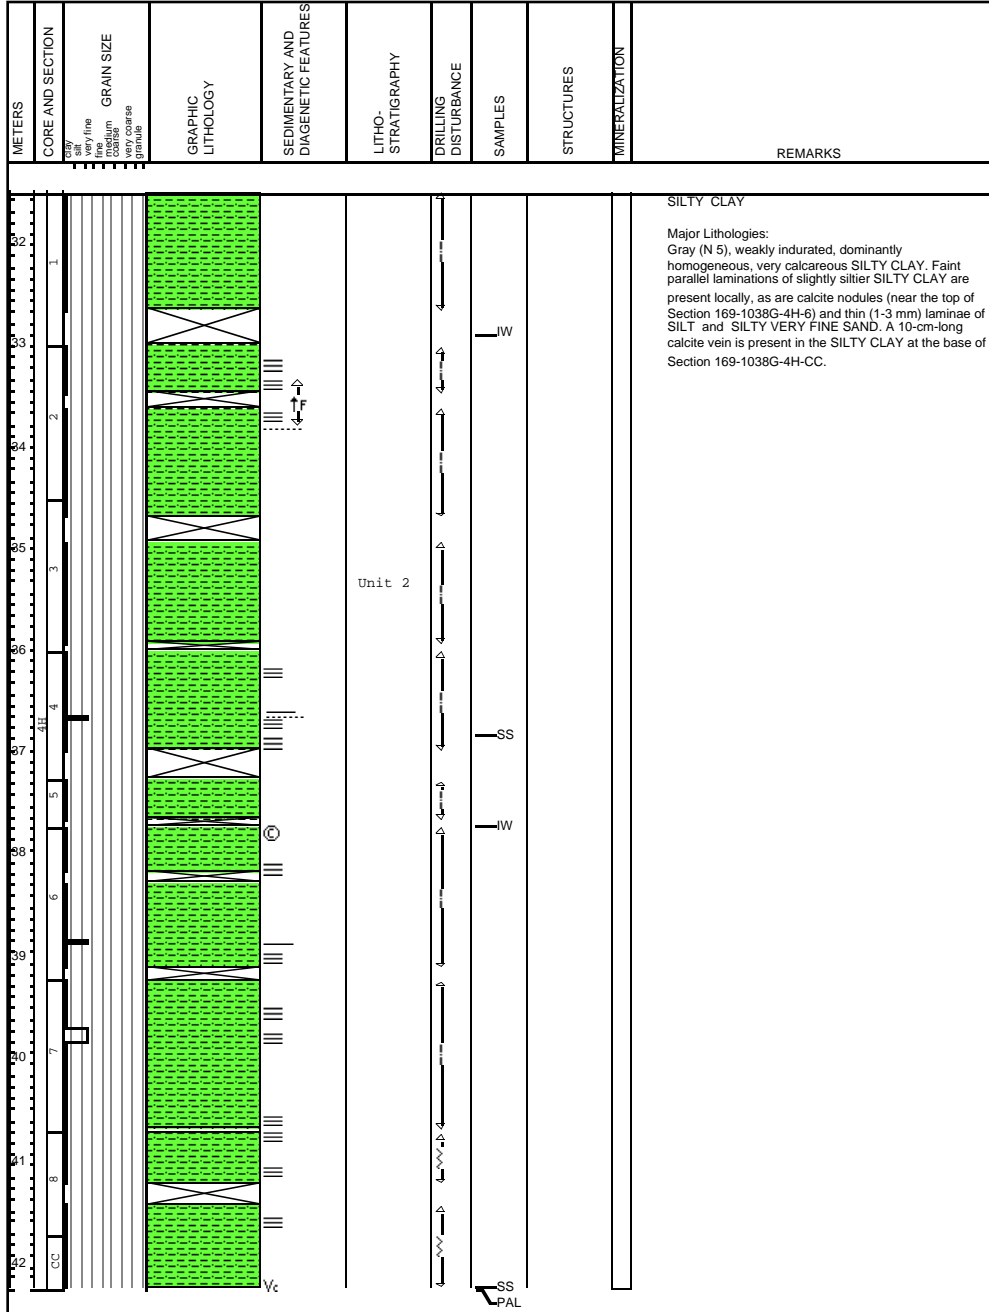 METERS
CORE AND SECTION
clay
silt
very fine
fine
medium
coarse
very coarse
granule
GRAIN SIZE
GRAPHIC
LITHOLOGY
SEDIMENTARY AND
DIAGENETIC FEATURES
LITHO-
STRATIGRAPHY
DRILLING
DISTURBANCE
SAMPLES
STRUCTURES
MINERALIZATION
REMARKS
SILTY CLAY
Major Lithologies:
Gray (N 5), weakly indurated, dominantly
homogeneous, very calcareous SILTY CLAY. Faint
parallel laminations of slightly siltier SILTY CLAY are
present locally, as are calcite nodules (near the top of
Section 169-1038G-4H-6) and thin (1-3 mm) laminae of
SILT and SILTY VERY FINE SAND. A 10-cm-long
calcite vein is present in the SILTY CLAY at the base of
Section 169-1038G-4H-CC.
32
1
IW
33
F
2
34
35
3
Unit 2
36
4
4H
SS
37
5
IW
C
38
6
39
7
40
41
8
CC
42
Vc
SS
PAL